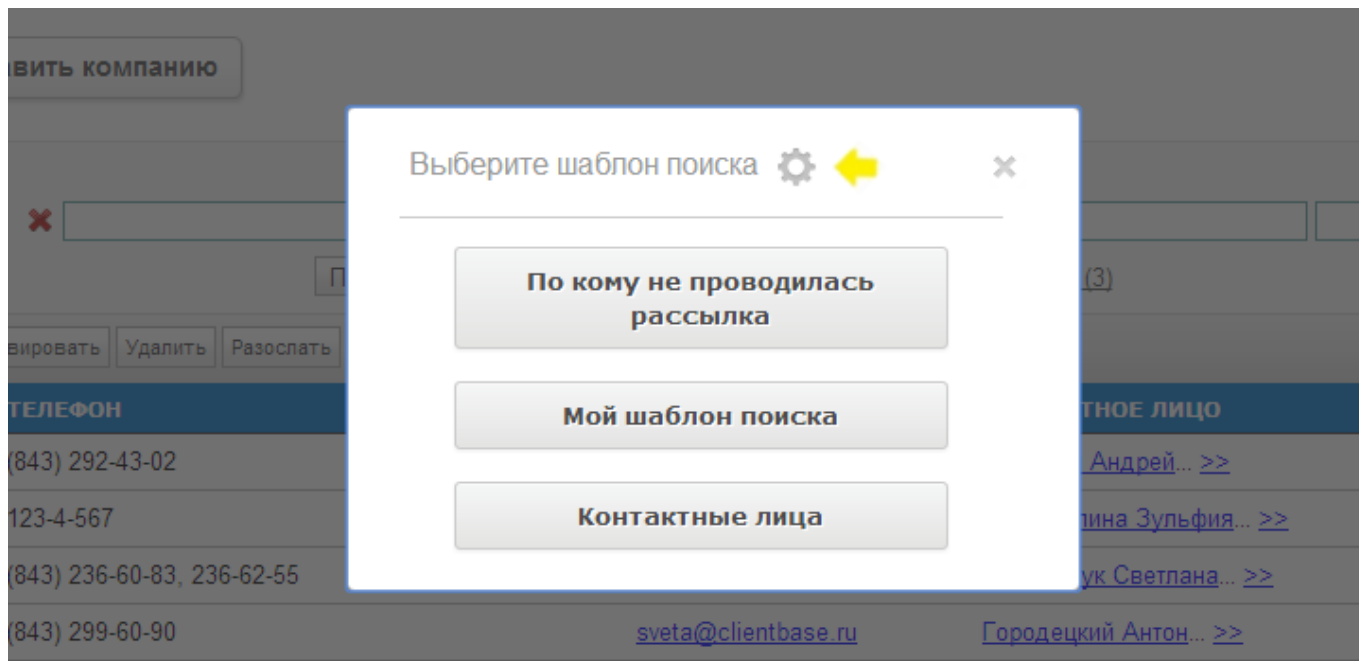 авить компанию
Выберите шаблон поиска
По кому не проводилась
рассылка
(3)
вировать Удалить Разослать
Мой шаблон поиска
ТЕЛЕФОН ТНОЕ ЛИЦО
(843) 292-43-02 Андрей... >>
Контактные лица
123-4-567 лина Зульфия... >>
(843) 236-60-83, 236-62-55 ук Светлана... >>
(843) 299-60-90 sveta@clientbase.ru Городецкий Антон... >>